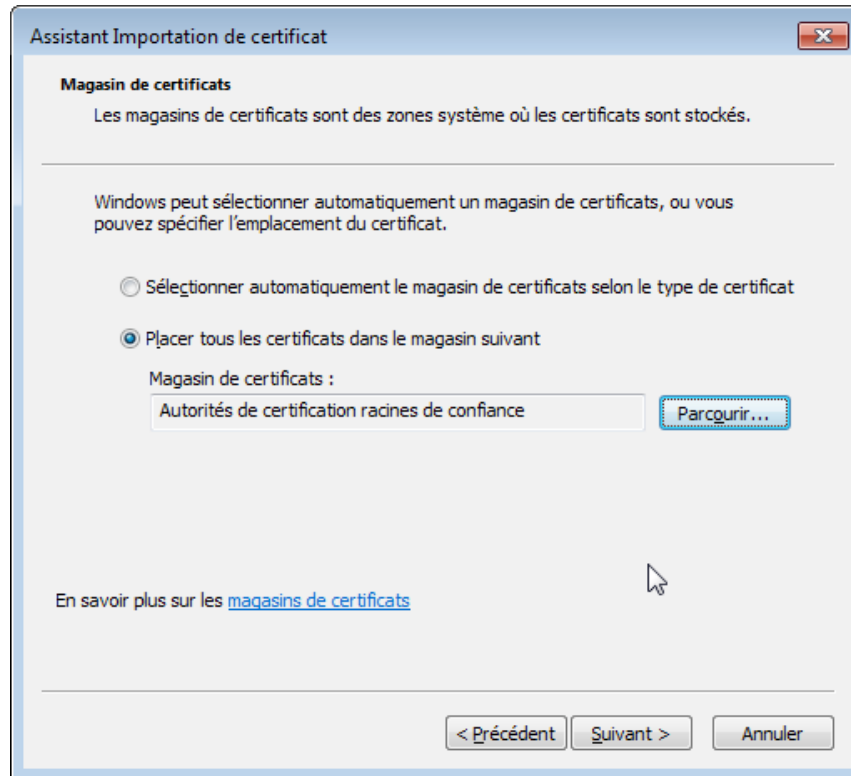 Assistant Importation de certificat
Magasin de certificats
Les magasins de certificats sont des zones système où les certificats sont stockés.
Windows peut sélectionner automatiquement un magasin de certificats, ou vous
pouvez spécifier l'emplacement du certificat.
Sélectionner automatiquement le magasin de certificats selon le type de certificat
Placer tous les certificats dans le magasin suivant
Magasin de certificats :
Autorités de certification racines de confiance
Parcourir...
En savoir plus sur les magasins de certificats
< Précédent
Suivant >
Annuler